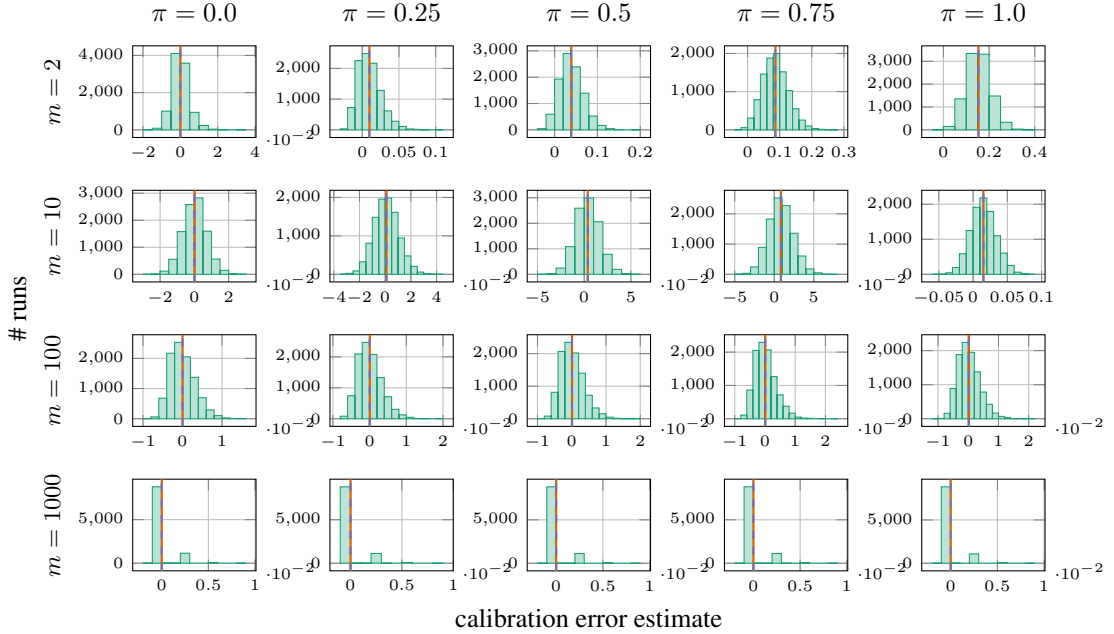 π = 0.0 π = 0.25 π = 0.5 π = 0.75 π = 1.0
m = 2
4,000 2,000 3,000 2,000 3,000
2,000 1,000 2,000 1,000 2,000
1,000 1,000
0 0 0 0 0
−2 0 2 4 ·10−2 0 0.05 0.1 0 0.1 0.2 0 0.1 0.2 0.3 0 0.2 0.4
m = 10
3,000 2,000 3,000 2,000 2,000
2,000 1,000 2,000 1,000 1,000
1,000 1,000
0 0 0 0 0
−2 0 2 ·10−2 −4 −2 0 2 4 ·10−2 −5 0 5 ·10−2 −5 0 5 ·10−2 −0.05 0 0.05 0.1
# runs
m = 100
2,000 2,000 2,000 2,000 2,000
1,000 1,000 1,000 1,000 1,000
0 0 0 0 0
−1 0 1 ·10−2 −1 0 1 2 ·10−2 −1 0 1 2 ·10−2 −1 0 1 2 ·10−2 −1 0 1 2 ·10−2
m = 1000
5,000 5,000 5,000 5,000 5,000
0 0 0 0 0
0 0.5 1 ·10−2 0 0.5 1 ·10−2 0 0.5 1 ·10−2 0 0.5 1 ·10−2 0 0.5 1 ·10−2
calibration error estimate